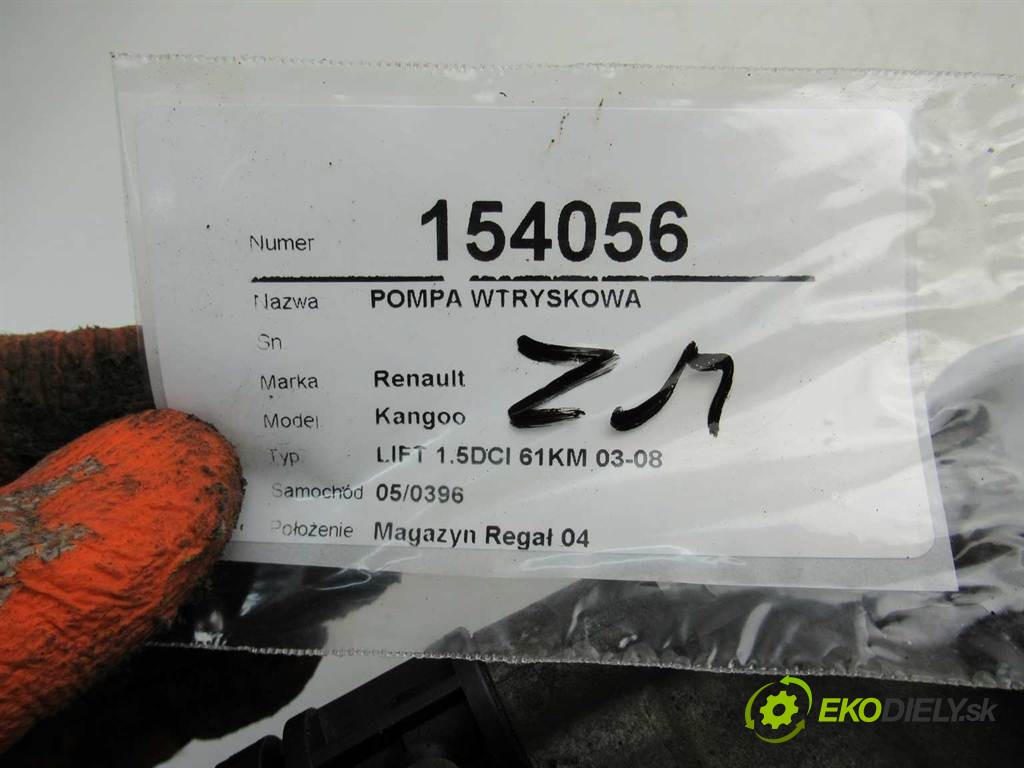 Numer 154056
Nazwa POMPA WTRYSKOWA
Sn
Marka Renault
Model Kangoo
Typ LIFT 1.5DCI 61KM 03-08
Samochód 05/0396
Położenie Magazyn Regał 04
EKODIELY.sk